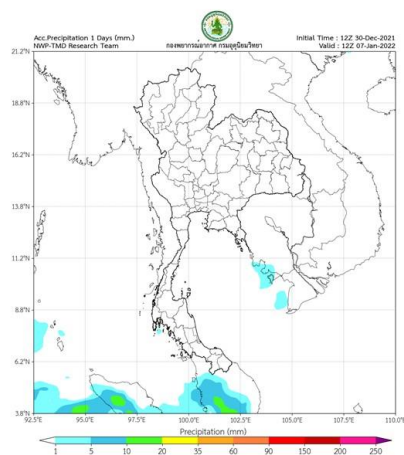 Acc.Precipitation 1 Days (mm.)
NWP-TMD Research Team
กองพยากรณ์อากาศ กรมอุตุนิยมวิทยา
Initial Time : 12Z 30-Dec-2021
Valid : 12Z 07-Jan-2022
21.2°N
18.8°N
16.2°N
13.8°N
11.2°N
8.8°N
6.2°N
3.8°N
92.5°E 95.0°E 97.5°E 100.0°E 102.5°E 105.0°E 107.5°E 110.0°E
Precipitation (mm)
1 5 10 20 35 60 90 150 200 250